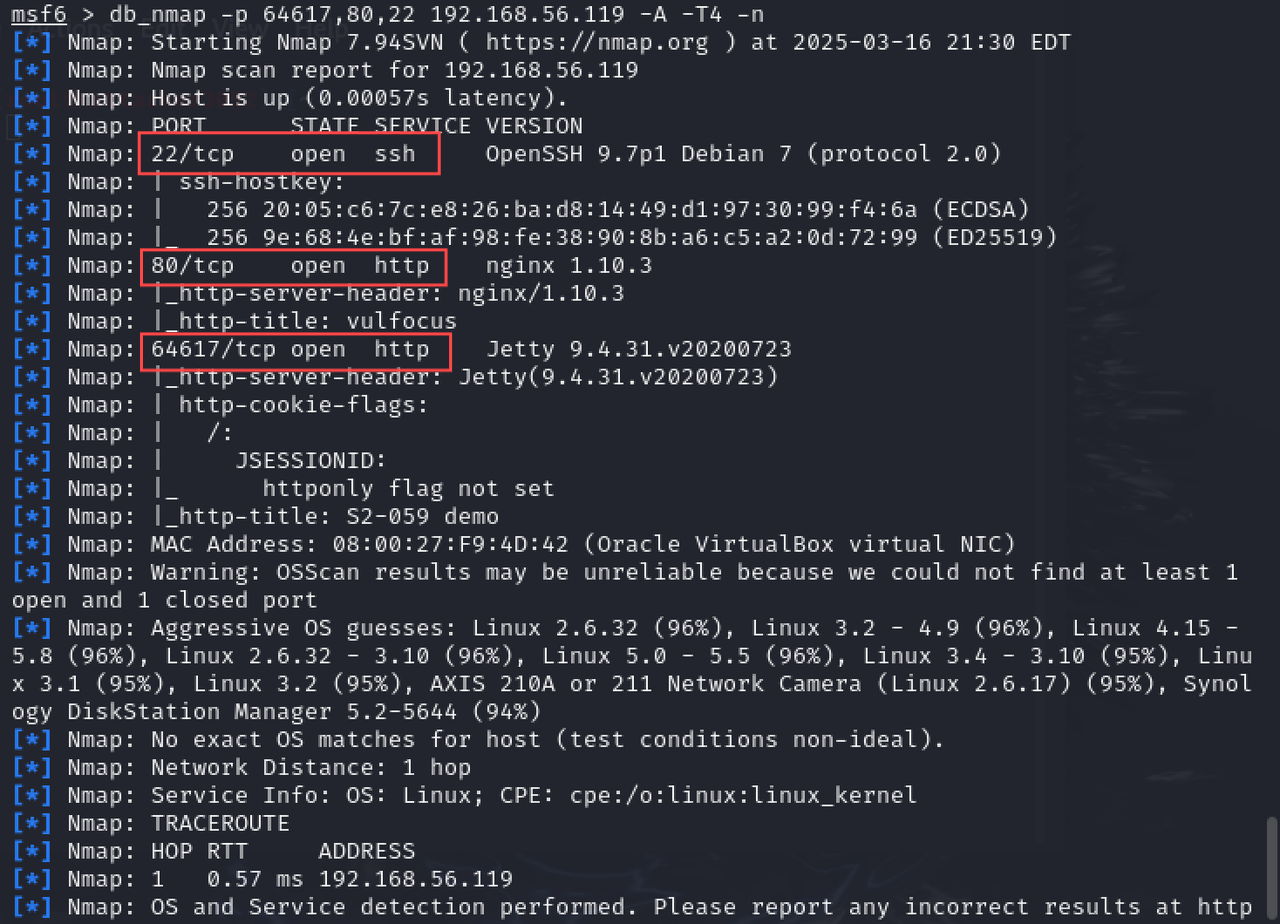 msf6 > db_nmap -p 64617,80,22 192.168.56.119 -A -T4 -n
[*] Nmap: Starting Nmap 7.94SVN ( https://nmap.org ) at 2025-03-16 21:30 EDT
[*] Nmap: Nmap scan report for 192.168.56.119
[*] Nmap: Host is up (0.00057s latency).
[*] Nmap: PORT      STATE SERVICE VERSION
[*] Nmap: 22/tcp    open  ssh     OpenSSH 9.7p1 Debian 7 (protocol 2.0)
[*] Nmap: | ssh-hostkey:
[*] Nmap: |   256 20:05:c6:7c:e8:26:ba:d8:14:49:d1:97:30:99:f4:6a (ECDSA)
[*] Nmap: |_  256 9e:68:4e:bf:af:98:fe:38:90:8b:a6:c5:a2:0d:72:99 (ED25519)
[*] Nmap: 80/tcp    open  http    nginx 1.10.3
[*] Nmap: |_http-server-header: nginx/1.10.3
[*] Nmap: |_http-title: vulfocus
[*] Nmap: 64617/tcp open  http    Jetty 9.4.31.v20200723
[*] Nmap: |_http-server-header: Jetty(9.4.31.v20200723)
[*] Nmap: | http-cookie-flags:
[*] Nmap: |   /:
[*] Nmap: |     JSESSIONID:
[*] Nmap: |_      httponly flag not set
[*] Nmap: |_http-title: S2-059 demo
[*] Nmap: MAC Address: 08:00:27:F9:4D:42 (Oracle VirtualBox virtual NIC)
[*] Nmap: Warning: OSScan results may be unreliable because we could not find at least 1
open and 1 closed port
[*] Nmap: Aggressive OS guesses: Linux 2.6.32 (96%), Linux 3.2 - 4.9 (96%), Linux 4.15 -
5.8 (96%), Linux 2.6.32 - 3.10 (96%), Linux 5.0 - 5.5 (96%), Linux 3.4 - 3.10 (95%), Linu
x 3.1 (95%), Linux 3.2 (95%), AXIS 210A or 211 Network Camera (Linux 2.6.17) (95%), Synol
ogy DiskStation Manager 5.2-5644 (94%)
[*] Nmap: No exact OS matches for host (test conditions non-ideal).
[*] Nmap: Network Distance: 1 hop
[*] Nmap: Service Info: OS: Linux; CPE: cpe:/o:linux:linux_kernel
[*] Nmap: TRACEROUTE
[*] Nmap: HOP RTT     ADDRESS
[*] Nmap: 1   0.57 ms 192.168.56.119
[*] Nmap: OS and Service detection performed. Please report any incorrect results at http